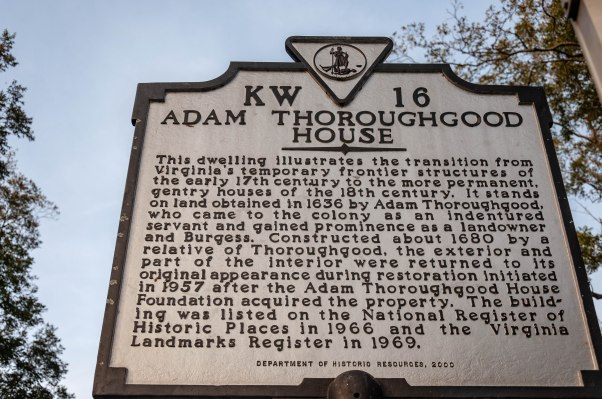 KW 16
ADAM THOROUGHGOOD
HOUSE
This dwelling illustrates the transition from
Virginia's temporary frontier structures of
the early 17th century to the more permanent,
gentry houses of the 18th century. It stands
on land obtained in 1636 by Adam Thoroughgood,
who came to the colony as an indentured
servant and gained prominence as a landowner
and Burgess. Constructed about 1680 by a
relative of Thoroughgood, the exterior and
part of the interior were returned to its
original appearance during restoration initiated
in 1957 after the Adam Thoroughgood House
Foundation acquired the property. The build-
ing was listed on the National Register of
Historic Places in 1966 and the Virginia
Landmarks Register in 1969.
DEPARTMENT OF HISTORIC RESOURCES, 2000